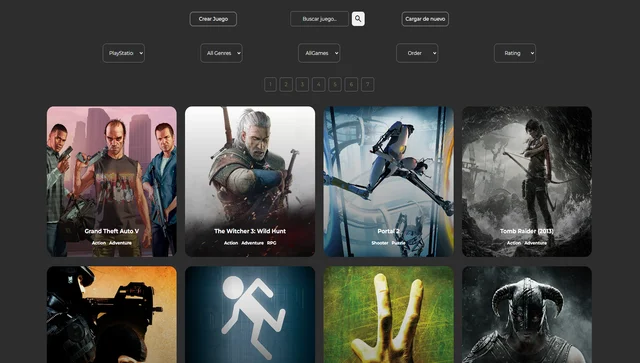 Crear Juego
Buscar juego..
Cargar de nuevo
PlayStatio
All Genres
AllGames
Order
Rating
1 2 3 4 5 6 7
Grand Theft Auto V
Action Adventure
The Witcher 3: Wild Hunt
Action Adventure RPG
Portal 2
Shooter Puzzle
Tomb Raider (2013)
Action Adventure